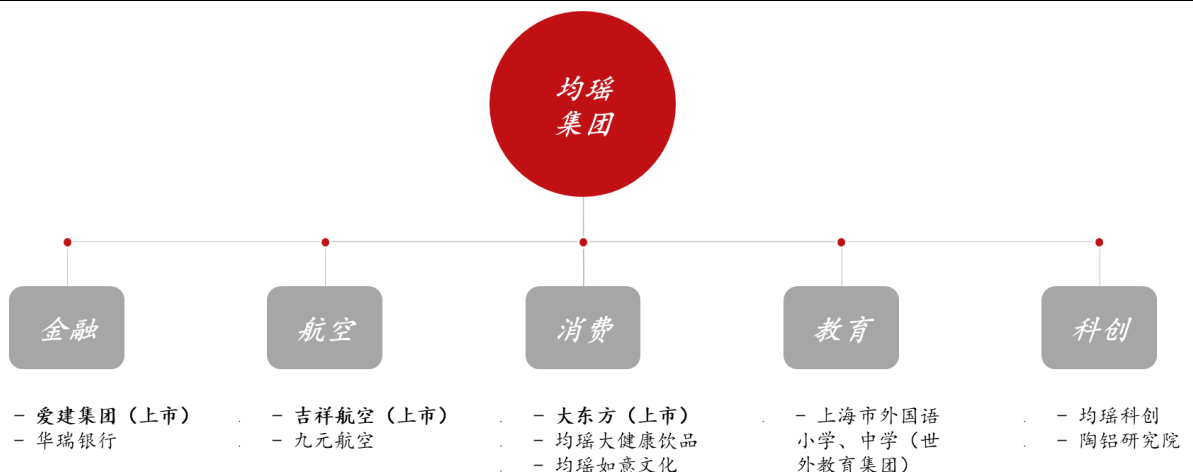 均瑶
集团
金融
航空
消费
教育
科创
- 爱建集团（上市）
- 华瑞银行
- 吉祥航空（上市）
- 九元航空
- 大东方（上市）
- 均瑶大健康饮品
- 均瑶如意文化
- 上海市外国语
小学、中学（世
外教育集团）
- 均瑶科创
- 陶铝研究院